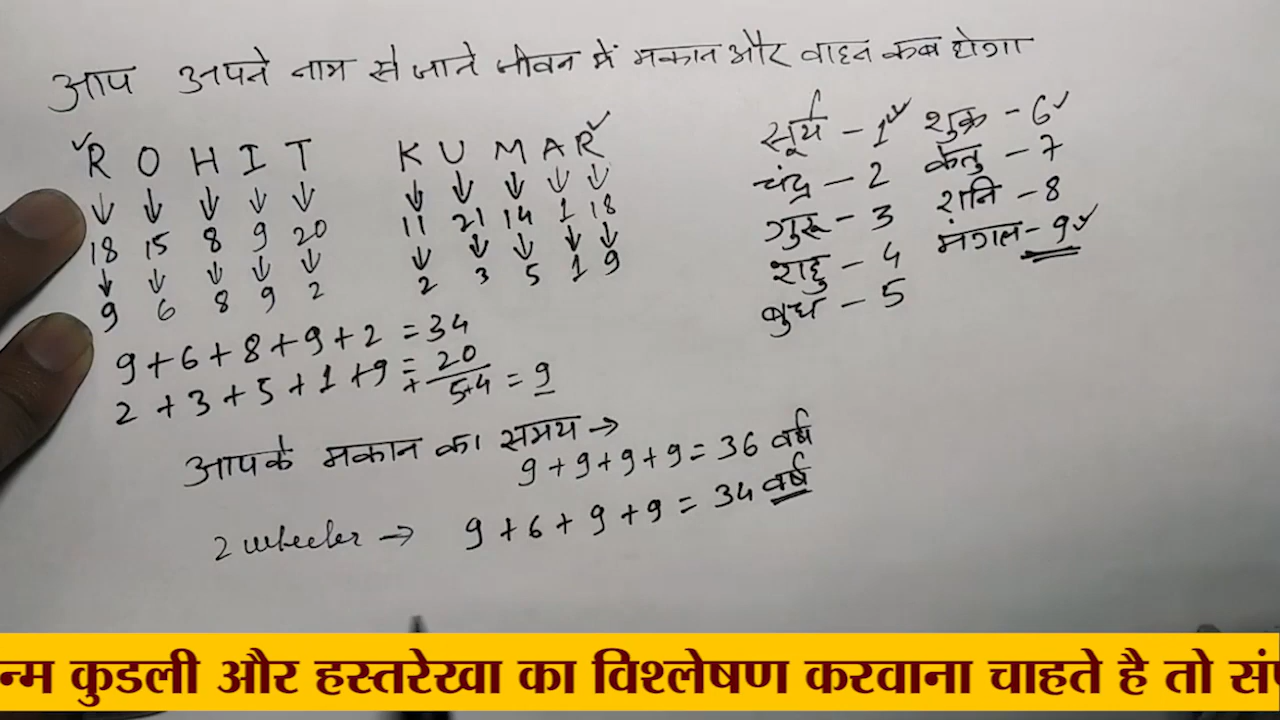 आप अपने नाम से जाने जीवन में मकान और वाहन कब होगा
R O H I T K U M A R
18 15 8 9 20 11 21 14 1 18
9 6 8 9 2 2 3 5 1 9
9+6+8+9+2 = 34
2+3+5+1+9 = 20
5+4 = 9
सूर्य - 1
चंद्र - 2
गुरू - 3
राहु - 4
बुध - 5
शुक्र - 6
केतु - 7
शनि - 8
मंगल - 9
आपके मकान का समय →
9+9+9+9 = 36 वर्ष
2 wheeler → 9+6+9+9 = 34 वर्ष
न्म कुडली और हस्तरेखा का विश्लेषण करवाना चाहते है तो सं